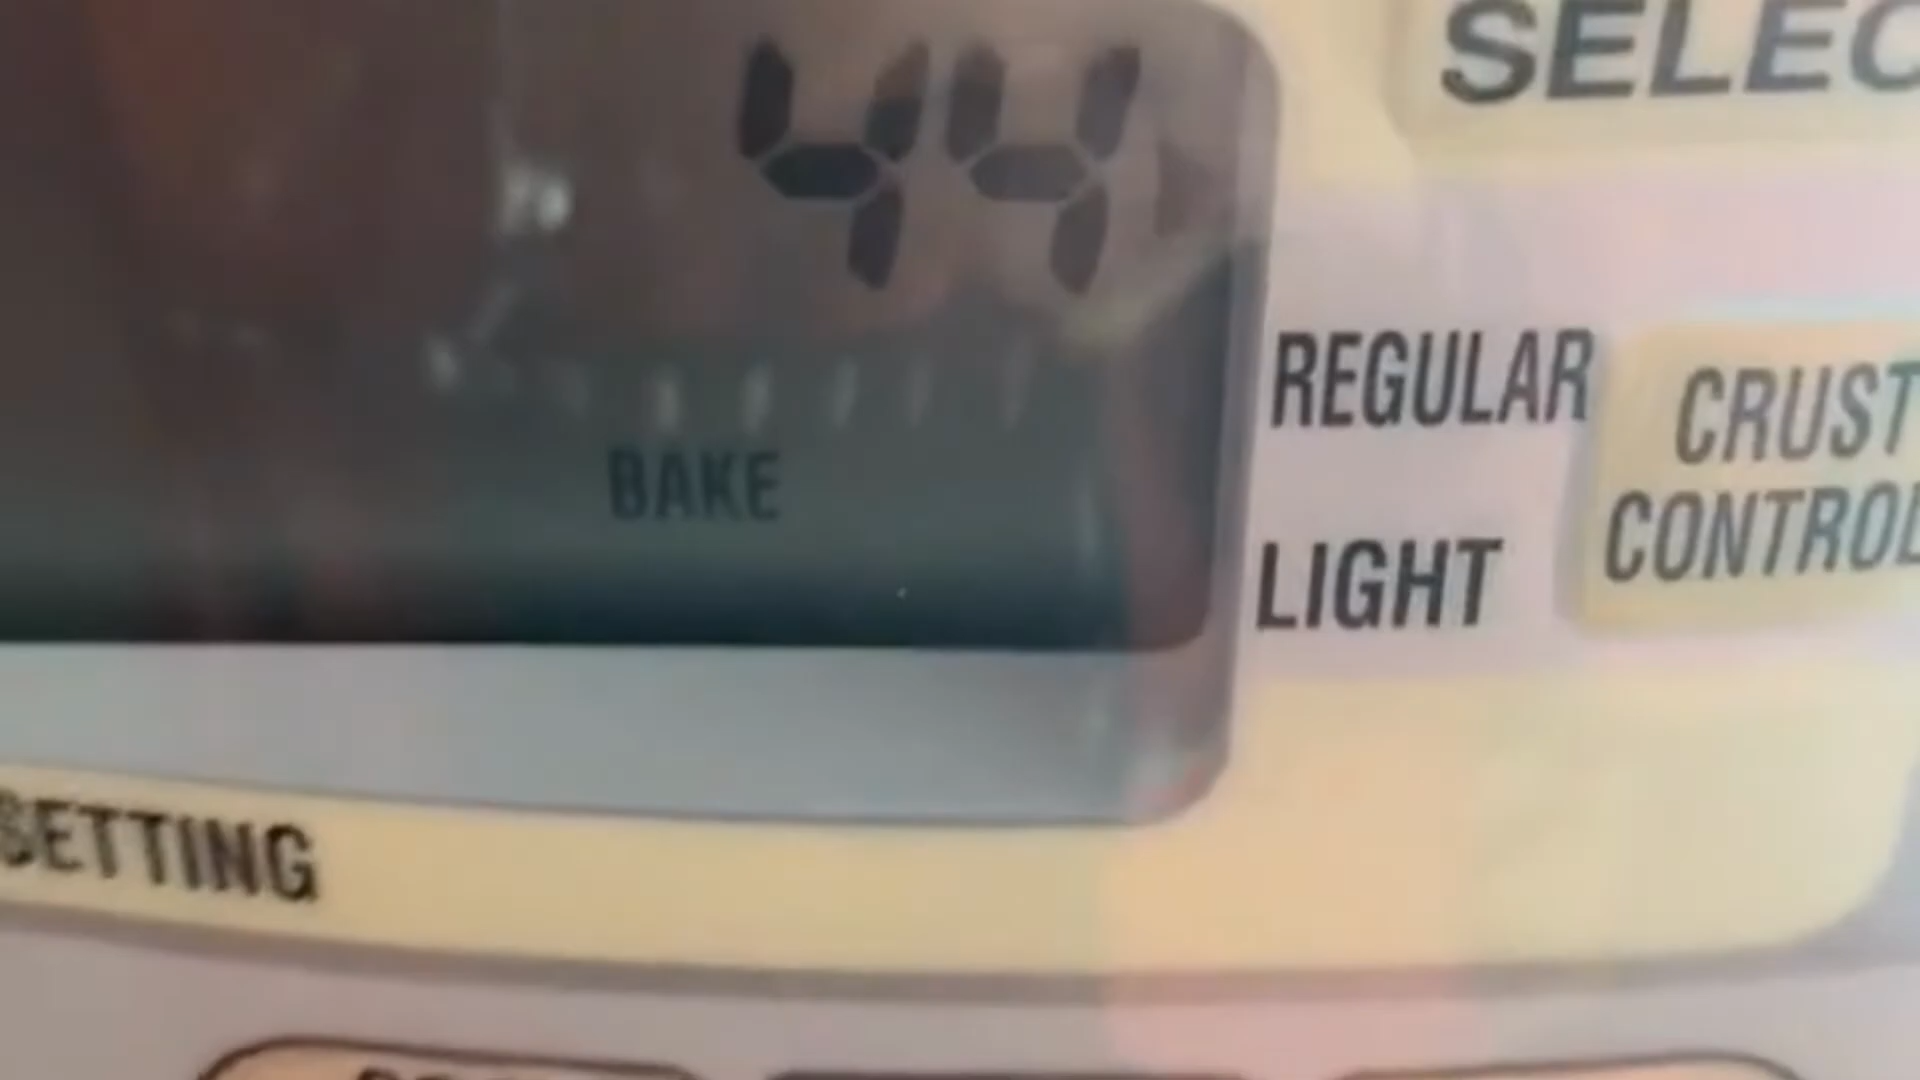 SELEC
44
REGULAR
CRUST
CONTROL
BAKE
LIGHT
SETTING